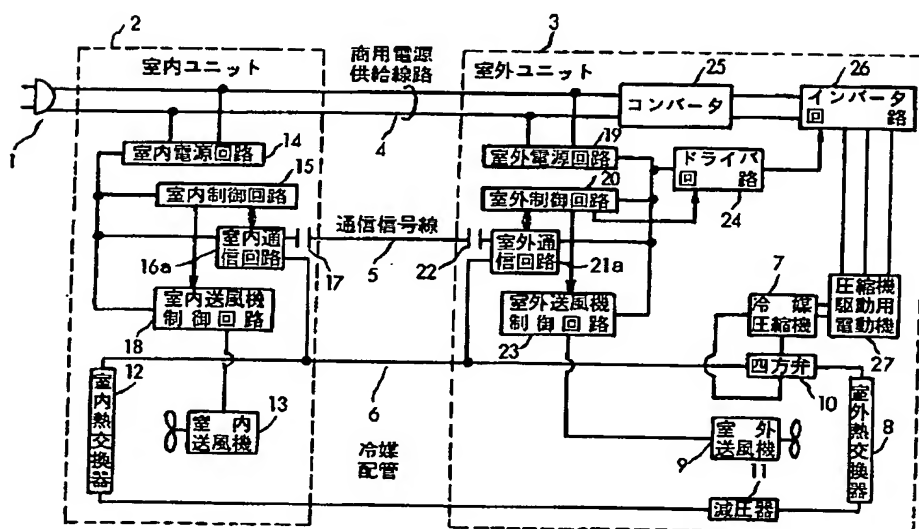 2
室内ユニット
商用電源
供給線路
3
室外ユニット
25
コンバータ
26
インバータ
回路
1
14
室内電源回路
4
19
室外電源回路
15
室内制御回路
20
室外制御回路
ドライバ
回路
24
通信信号線
5
室内通
信回路
16a
17
22
室外通
信回路
21a
7
冷媒
圧縮機
圧縮機
駆動用
電動機
27
室内送風機
制御回路
18
室外送風機
制御回路
23
四方弁
10
12
室内熱交換器
6
室外熱交換器
8
室内
送風機
13
冷媒
配管
室外
送風機
9
11
減圧器